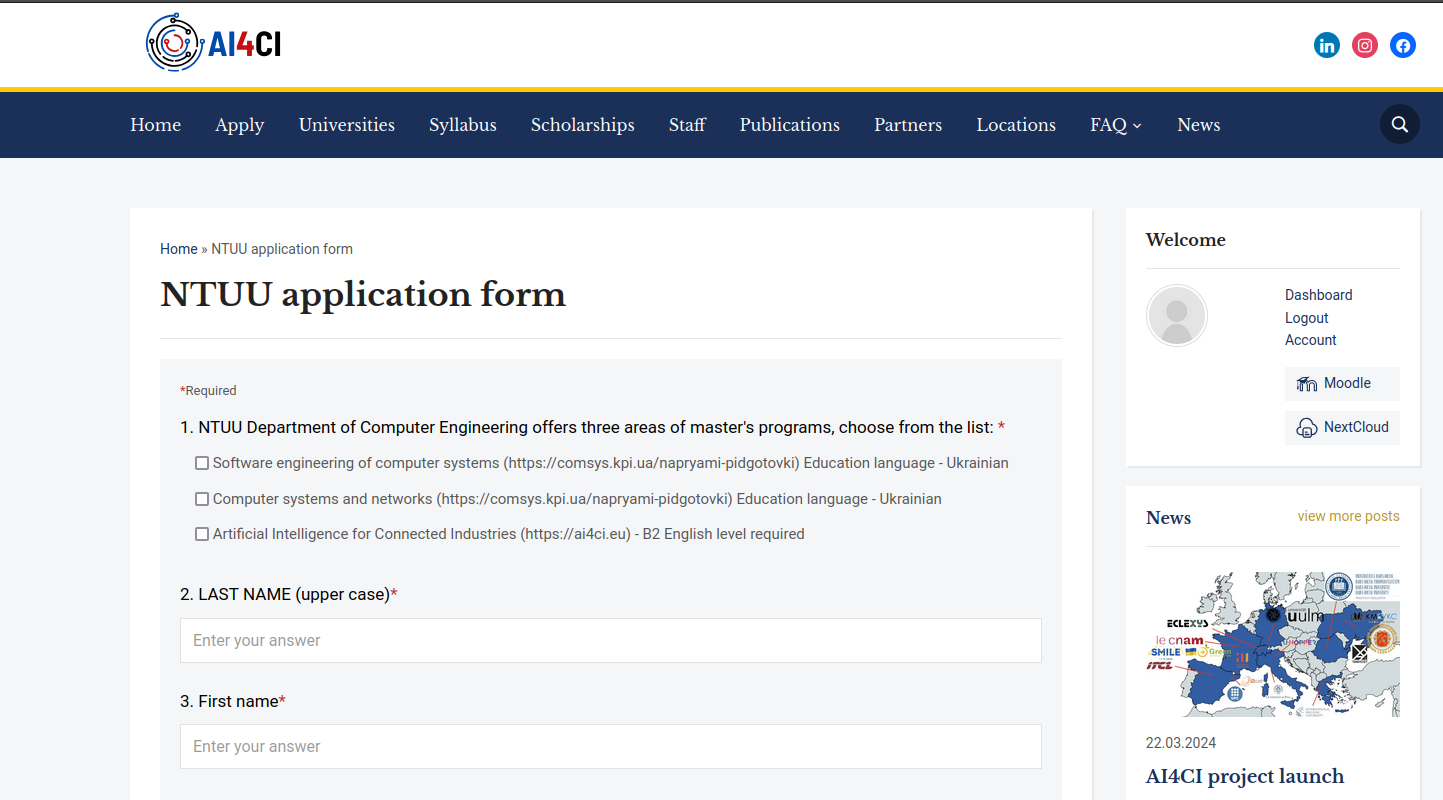 AI4CI
Home Apply Universities Syllabus Scholarships Staff Publications Partners Locations FAQ News
Home » NTUU application form
NTUU application form
*Required
1. NTUU Department of Computer Engineering offers three areas of master's programs, choose from the list: *
Software engineering of computer systems (https://comsys.kpi.ua/napryami-pidgotovki) Education language - Ukrainian
Computer systems and networks (https://comsys.kpi.ua/napryami-pidgotovki) Education language - Ukrainian
Artificial Intelligence for Connected Industries (https://ai4ci.eu) - B2 English level required
2. LAST NAME (upper case)*
Enter your answer
3. First name*
Enter your answer
Welcome
Dashboard
Logout
Account
Moodle
NextCloud
News view more posts
uulm
ECLEXYS
le cnam
SMILE
ITCL
22.03.2024
AI4CI project launch